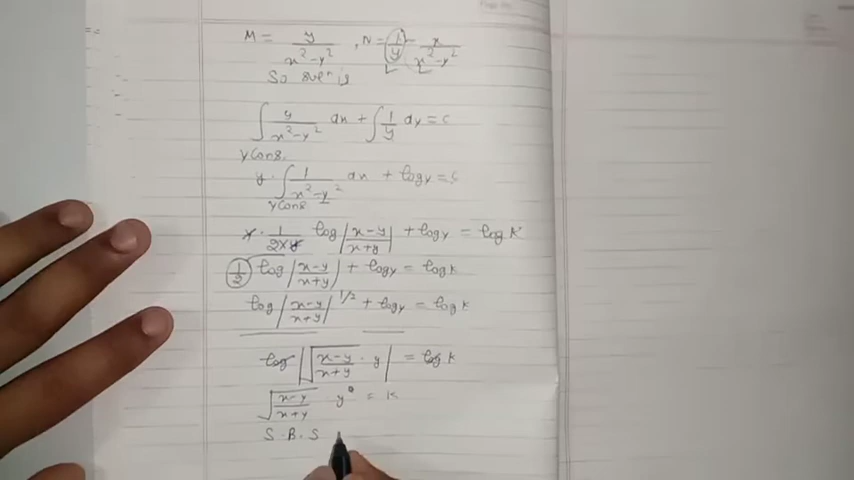 M = y/(x²-y²) , N = 1/y - x/(x²-y²)
So is
∫ y/(x²-y²) dx + ∫ 1/y dy = c
y cons.
y · ∫ 1/(x²-y²) dx + log y = c
y cons
y · 1/(2xy) log |(x-y)/(x+y)| + log y = log k
1/2 log |(x-y)/(x+y)| + log y = log k
log |(x-y)/(x+y)|^1/2 + log y = log k
log |√((x-y)/(x+y)) · y| = log k
√((x-y)/(x+y)) y = k
S.B.S